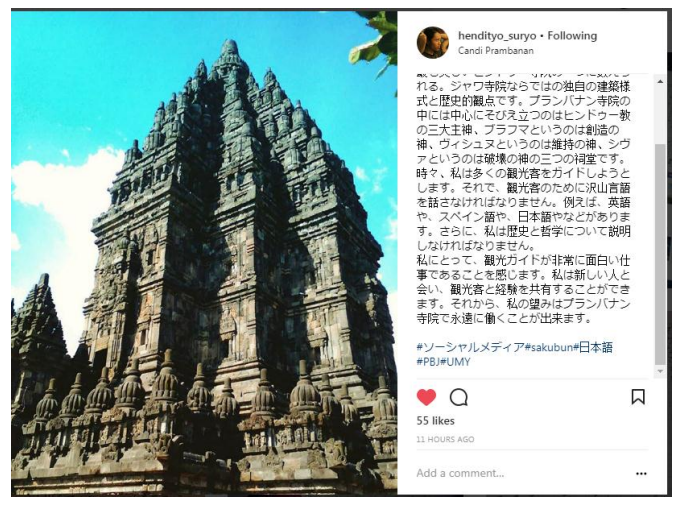 hendityo_suryo • Following
Candi Prambanan
れる。ジャワ寺院ならではの独自の建築様
式と歴史的観点です。プランバナン寺院の
中には中心にそびえ立つのはヒンドゥー教
の三大主神、ブラフマというのは創造の
神、ヴィシュヌというのは維持の神、シヴ
ァというのは破壊の神の三つの祠堂です。
時々、私は多くの観光客をガイドしようと
します。それで、観光客のために沢山言語
を話さなければなりません。例えば、英語
や、スペイン語や、日本語やなどがありま
す。さらに、私は歴史と哲学について説明
しなければなりません。
私にとって、観光ガイドが非常に面白い仕
事であることを感じます。私は新しい人と
会い、観光客と経験を共有することができ
ます。それから、私の望みはプランバナン
寺院で永遠に働くことが出来ます。
#ソーシャルメディア#sakubun#日本語
#PBJ#UMY
55 likes
11 HOURS AGO
Add a comment...